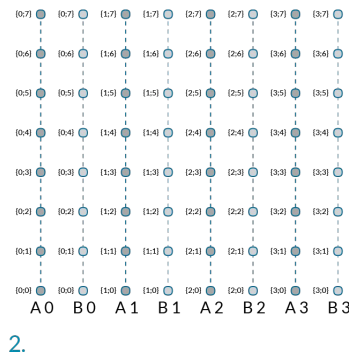 {0;7} {0;7} {1;7} {1;7} {2;7} {2;7} {3;7} {3;7}
{0;6} {0;6} {1;6} {1;6} {2;6} {2;6} {3;6} {3;6}
{0;5} {0;5} {1;5} {1;5} {2;5} {2;5} {3;5} {3;5}
{0;4} {0;4} {1;4} {1;4} {2;4} {2;4} {3;4} {3;4}
{0;3} {0;3} {1;3} {1;3} {2;3} {2;3} {3;3} {3;3}
{0;2} {0;2} {1;2} {1;2} {2;2} {2;2} {3;2} {3;2}
{0;1} {0;1} {1;1} {1;1} {2;1} {2;1} {3;1} {3;1}
{0;0} {0;0} {1;0} {1;0} {2;0} {2;0} {3;0} {3;0}
A 0 B 0 A 1 B 1 A 2 B 2 A 3 B 3
2.